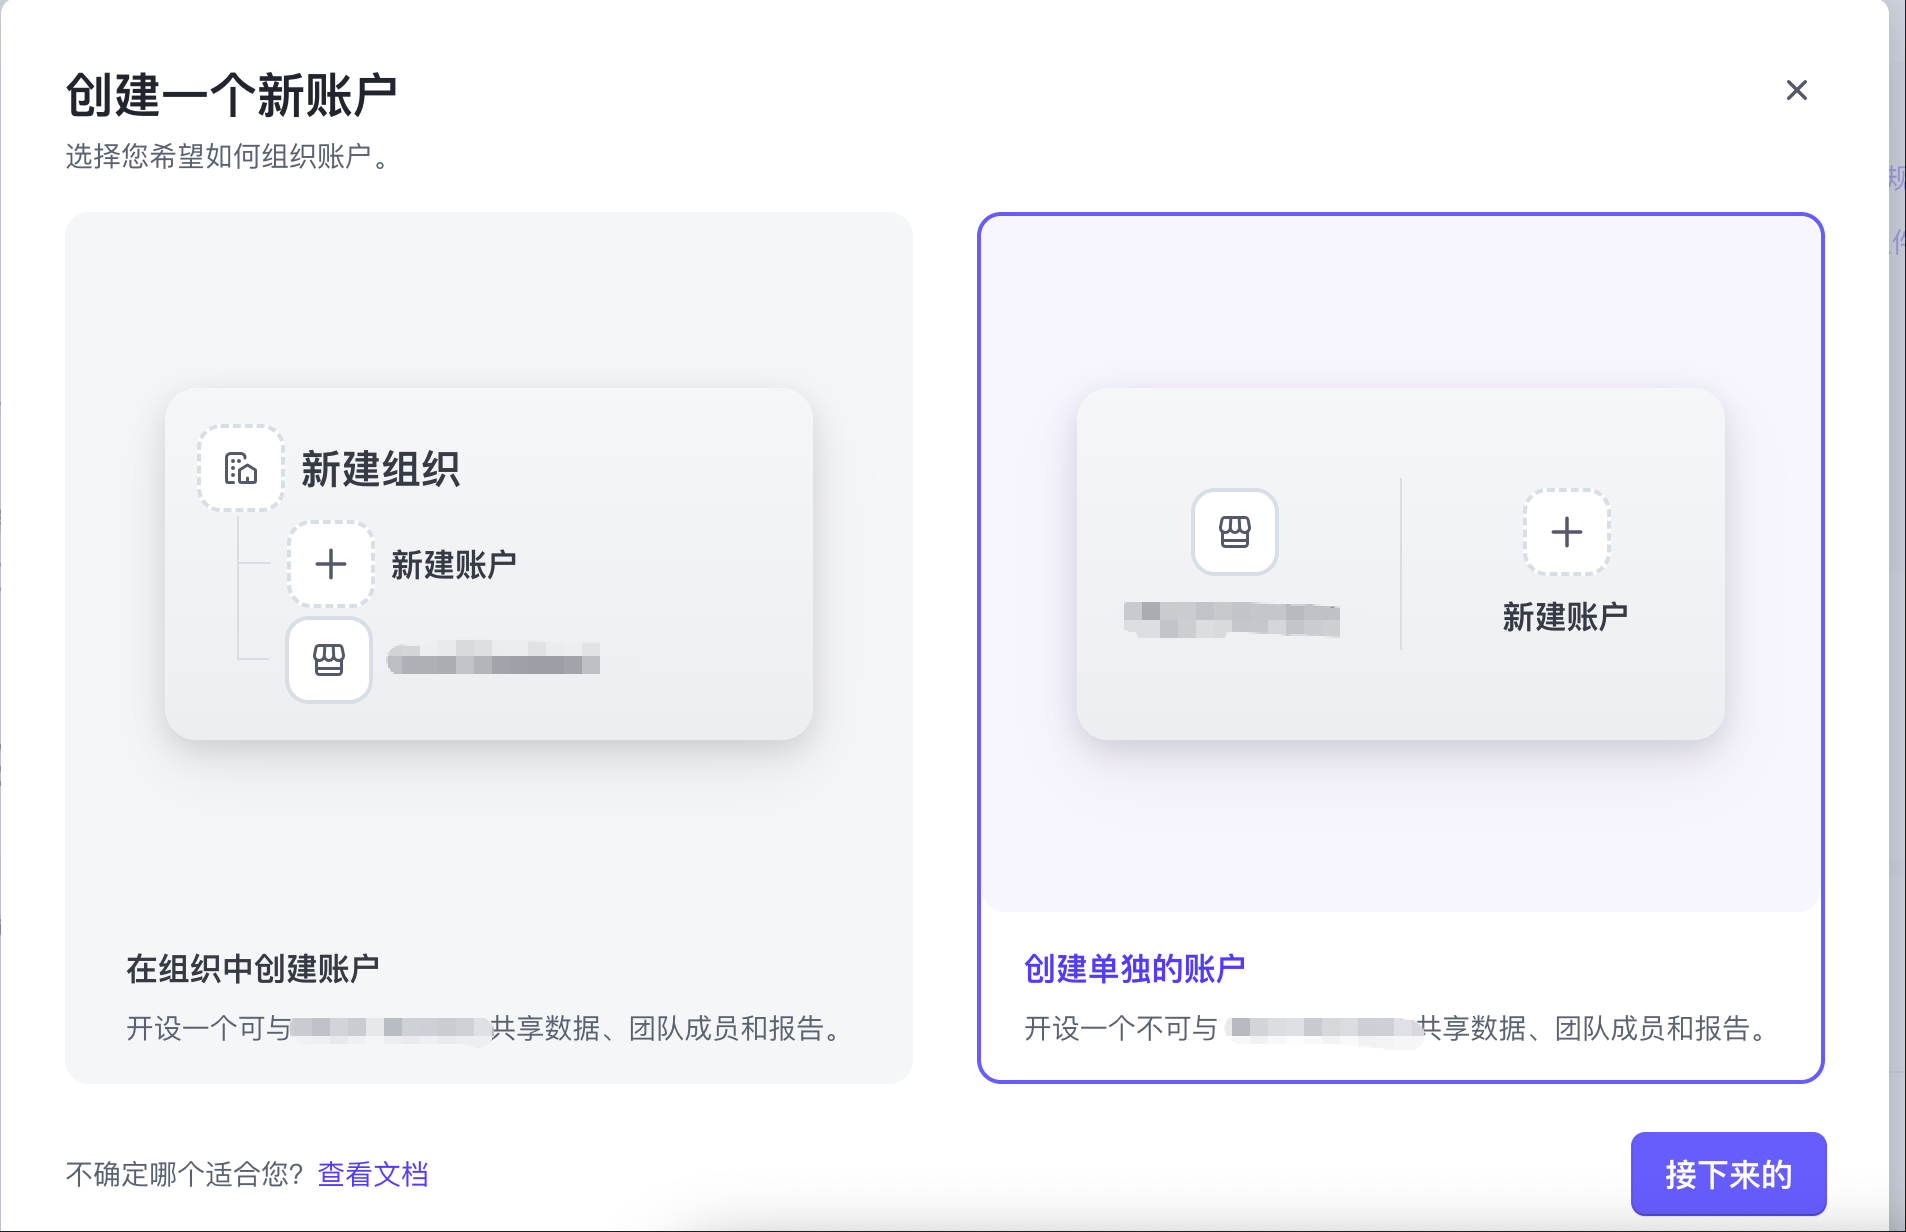 创建一个新账户
选择您希望如何组织账户。
新建组织
新建账户
在组织中创建账户
开设一个可与共享数据、团队成员和报告。
新建账户
创建单独的账户
开设一个不可与 共享数据、团队成员和报告。
不确定哪个适合您？ 查看文档
接下来的